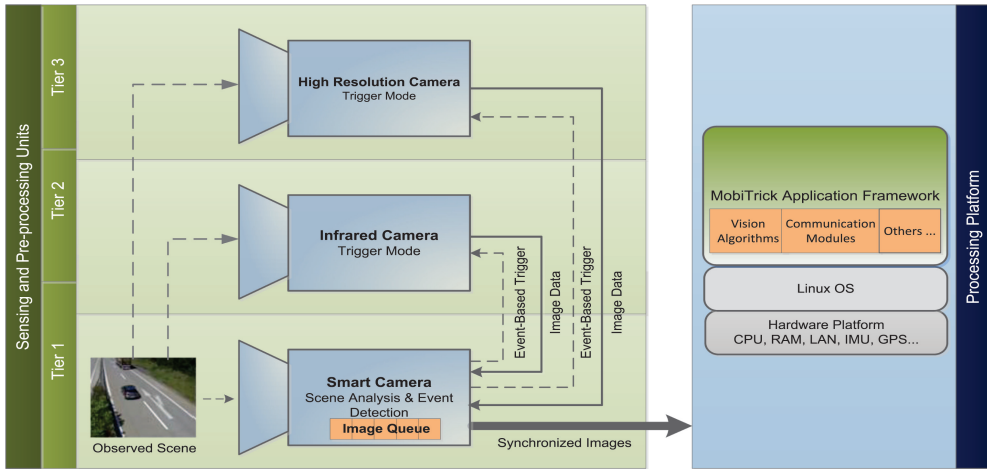 Sensing and Pre-processing Units
Tier 3
Tier 2
Tier 1
High Resolution Camera
Trigger Mode
Infrared Camera
Trigger Mode
Event-Based Trigger
Image Data
Event-Based Trigger
Image Data
Smart Camera
Scene Analysis & Event
Detection
Image Queue
Observed Scene
Synchronized Images
MobiTrick Application Framework
Vision
Algorithms
Communication
Modules
Others ...
Linux OS
Hardware Platform
CPU, RAM, LAN, IMU, GPS...
Processing Platform